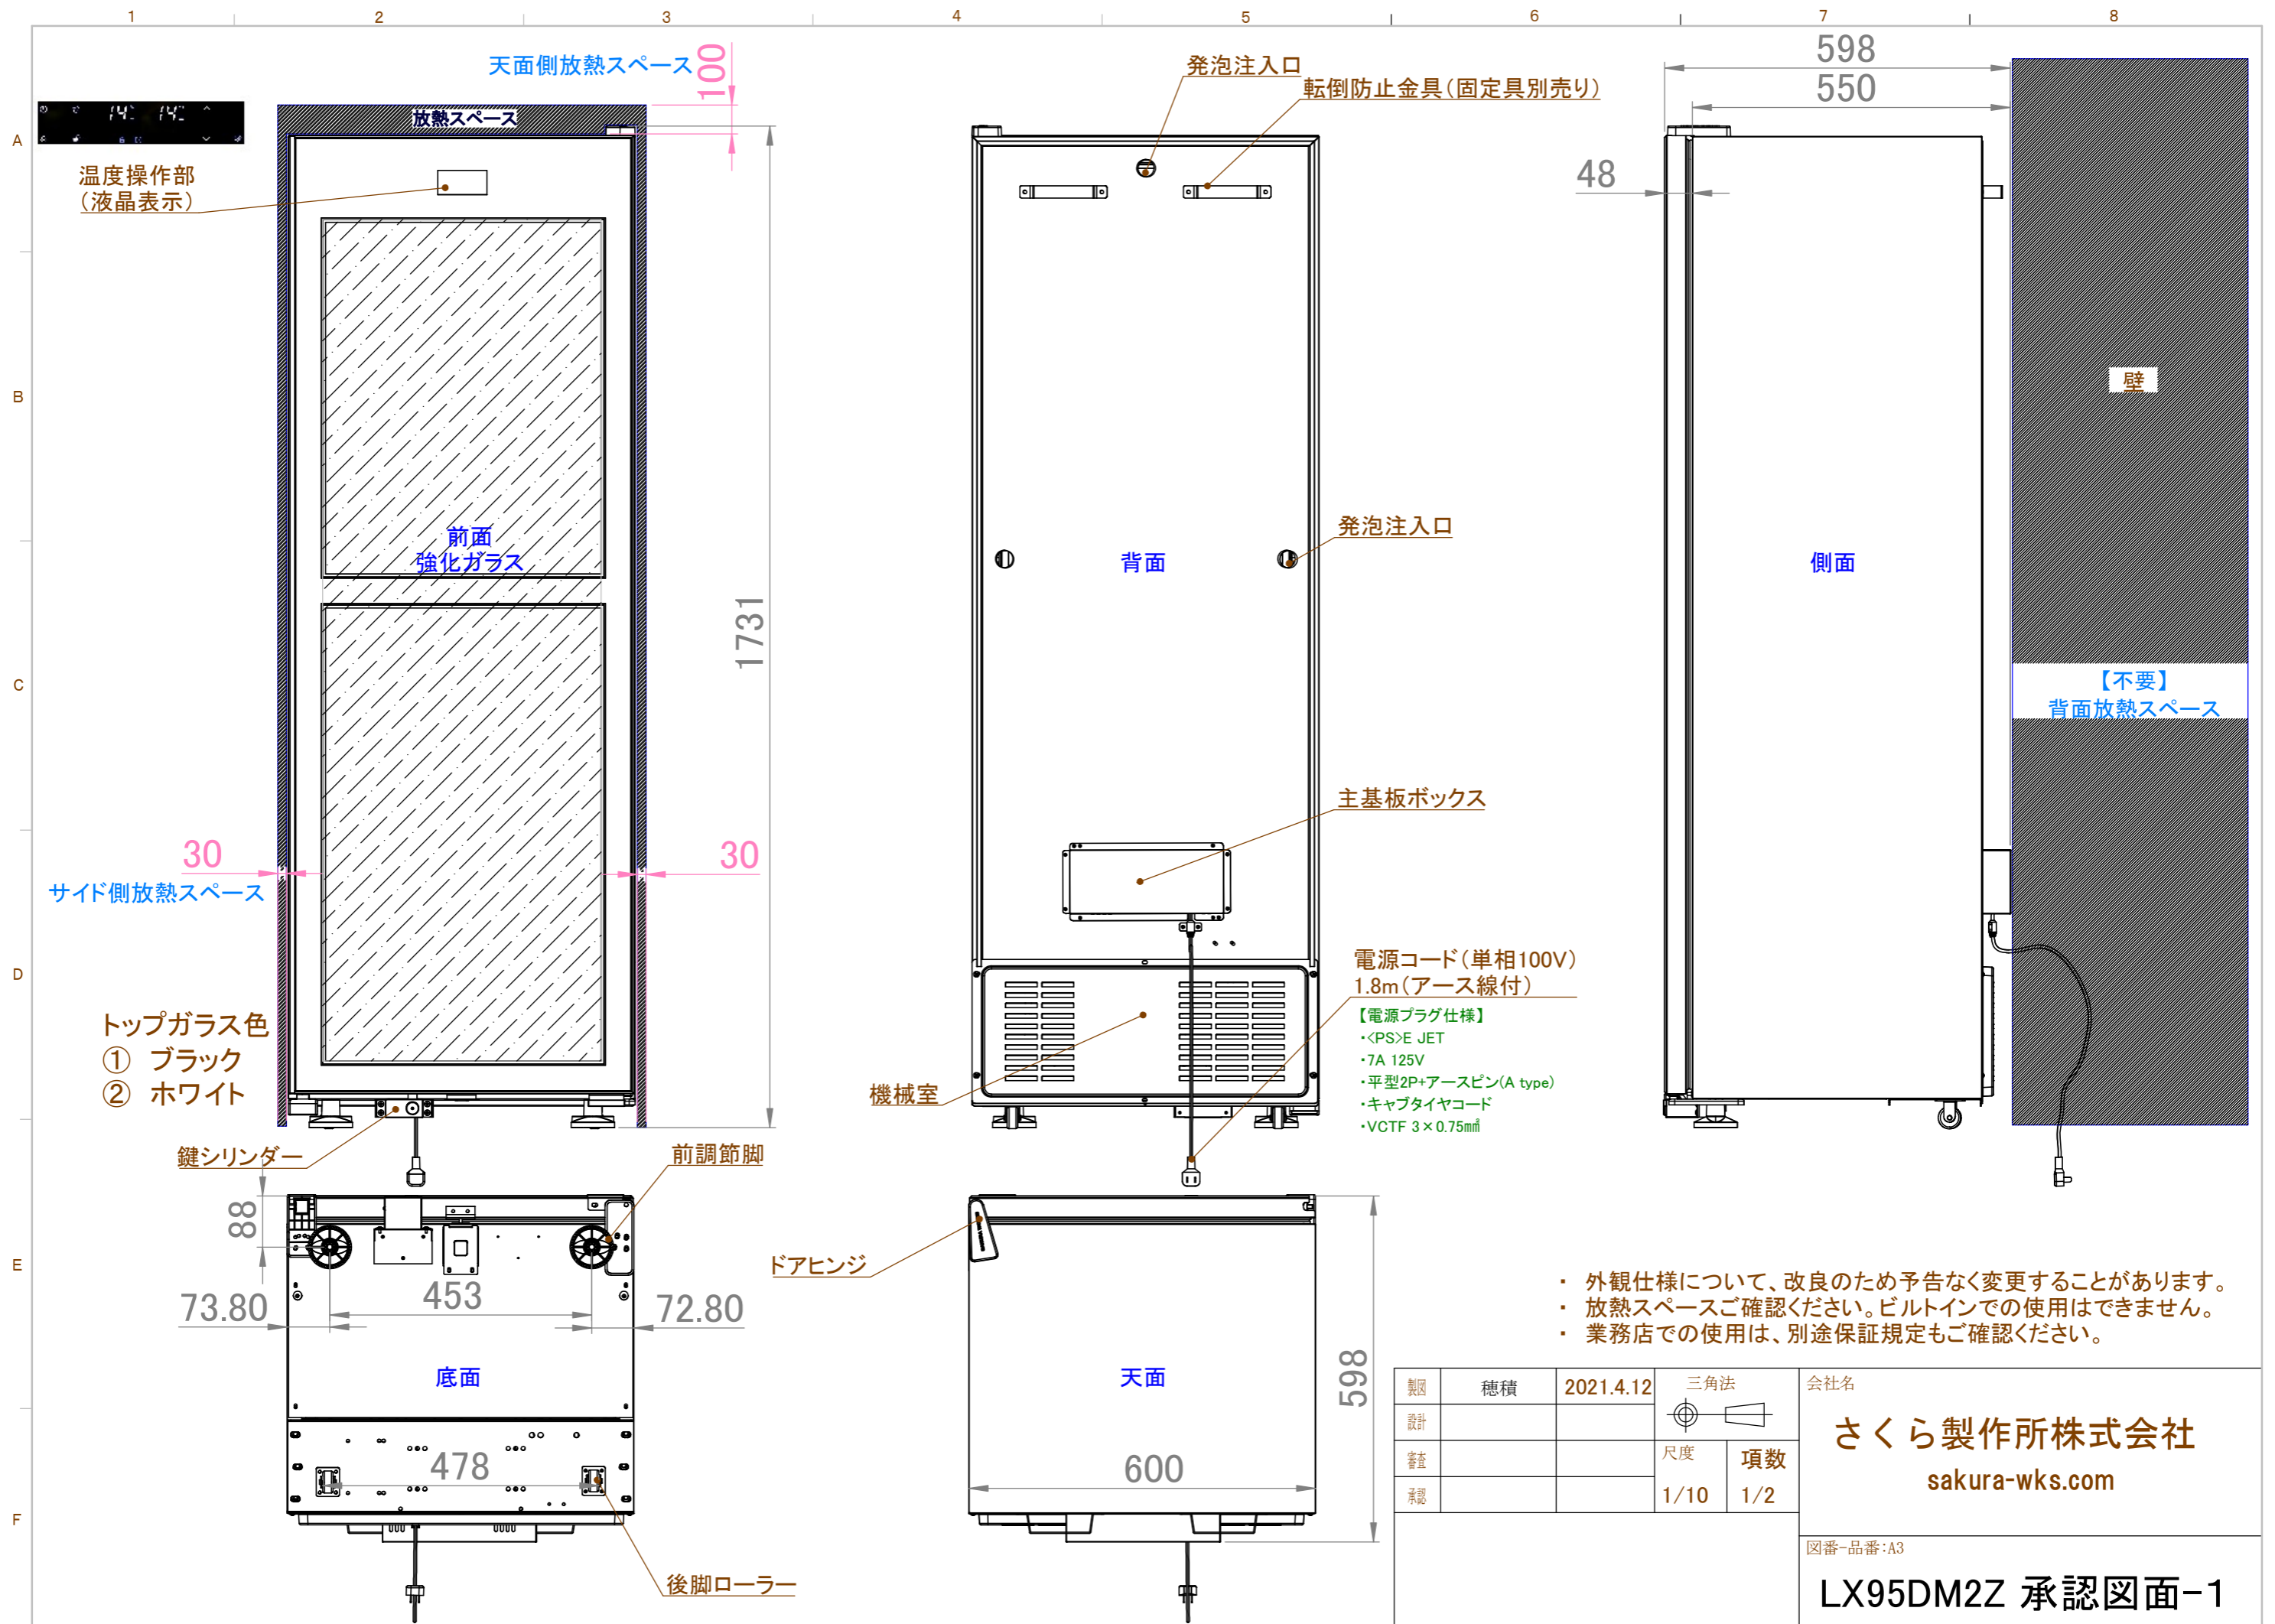 1 2 3 4 5 6 7 8
A
B
C
D
E
F
天面側放熱スペース
100
放熱スペース
14℃ 14℃
温度操作部
(液晶表示)
前面
強化ガラス
1731
30
30
サイド側放熱スペース
トップガラス色
① ブラック
② ホワイト
鍵シリンダー
発泡注入口
転倒防止金具(固定具別売り)
発泡注入口
背面
主基板ボックス
電源コード(単相100V)
1.8m(アース線付)
【電源プラグ仕様】
・<PS>E JET
・7A 125V
・平型2P+アースピン(A type)
・キャブタイヤコード
・VCTF 3×0.75㎟
機械室
598
550
48
側面
壁
【不要】
背面放熱スペース
前調節脚
88
73.80
453
72.80
底面
478
後脚ローラー
ドアヒンジ
天面
598
600
・ 外観仕様について、改良のため予告なく変更することがあります。
・ 放熱スペースご確認ください。ビルトインでの使用はできません。
・ 業務店での使用は、別途保証規定もご確認ください。
製図 穂積 2021.4.12 三角法
設計
審査 尺度 項数
承認 1/10 1/2
会社名
さくら製作所株式会社
sakura-wks.com
図番-品番:A3
LX95DM2Z 承認図面-1